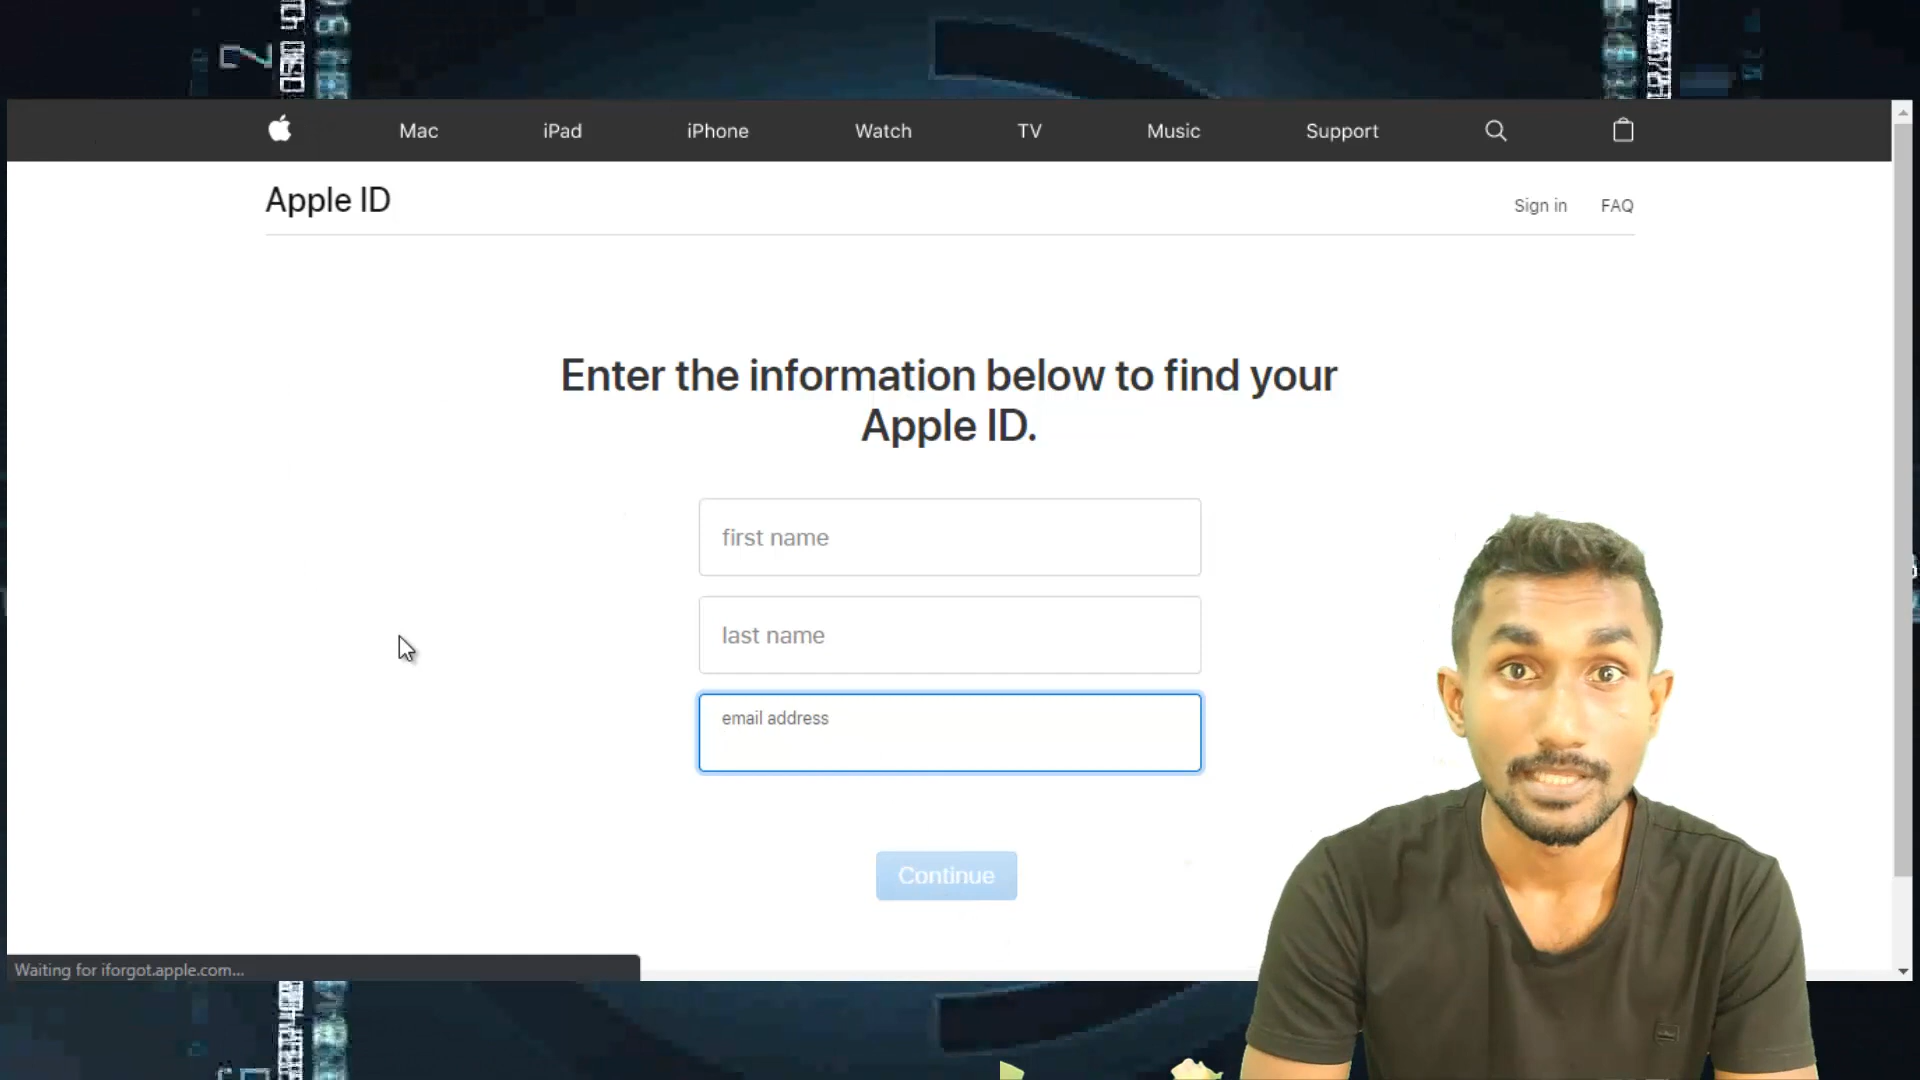 Mac iPad iPhone Watch TV Music Support
Apple ID
Sign in FAQ
Enter the information below to find your
Apple ID.
first name
last name
email address
Continue
Waiting for iforgot.apple.com...